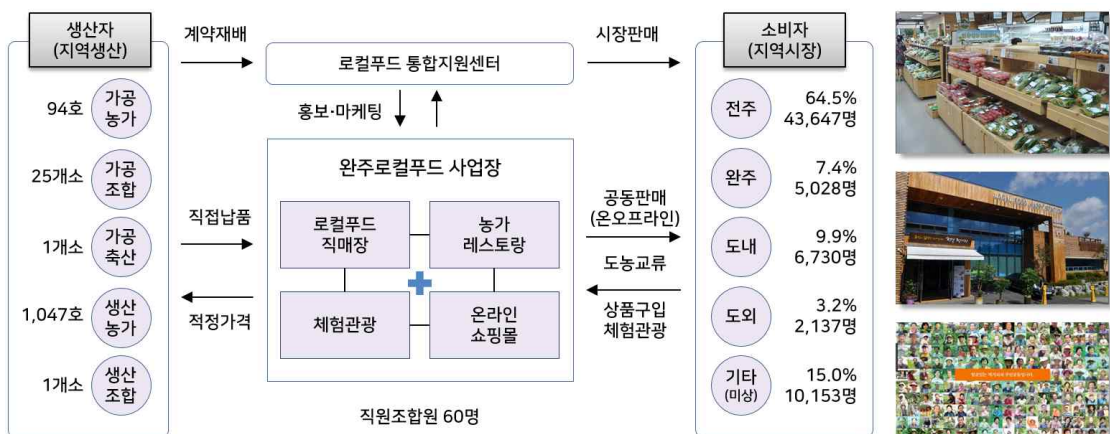 생산자
(지역생산)
94호
가공
농가
25개소
가공
조합
1개소
가공
축산
1,047호
생산
농가
1개소
생산
조합
계약재배
직접납품
적정가격
로컬푸드 통합지원센터
홍보·마케팅
완주로컬푸드 사업장
로컬푸드
직매장
농가
레스토랑
체험관광
온라인
쇼핑몰
직원조합원 60명
시장판매
공동판매
(온오프라인)
도농교류
상품구입
체험관광
소비자
(지역시장)
전주
64.5%
43,647명
완주
7.4%
5,028명
도내
9.9%
6,730명
도외
3.2%
2,137명
기타
(미상)
15.0%
10,153명